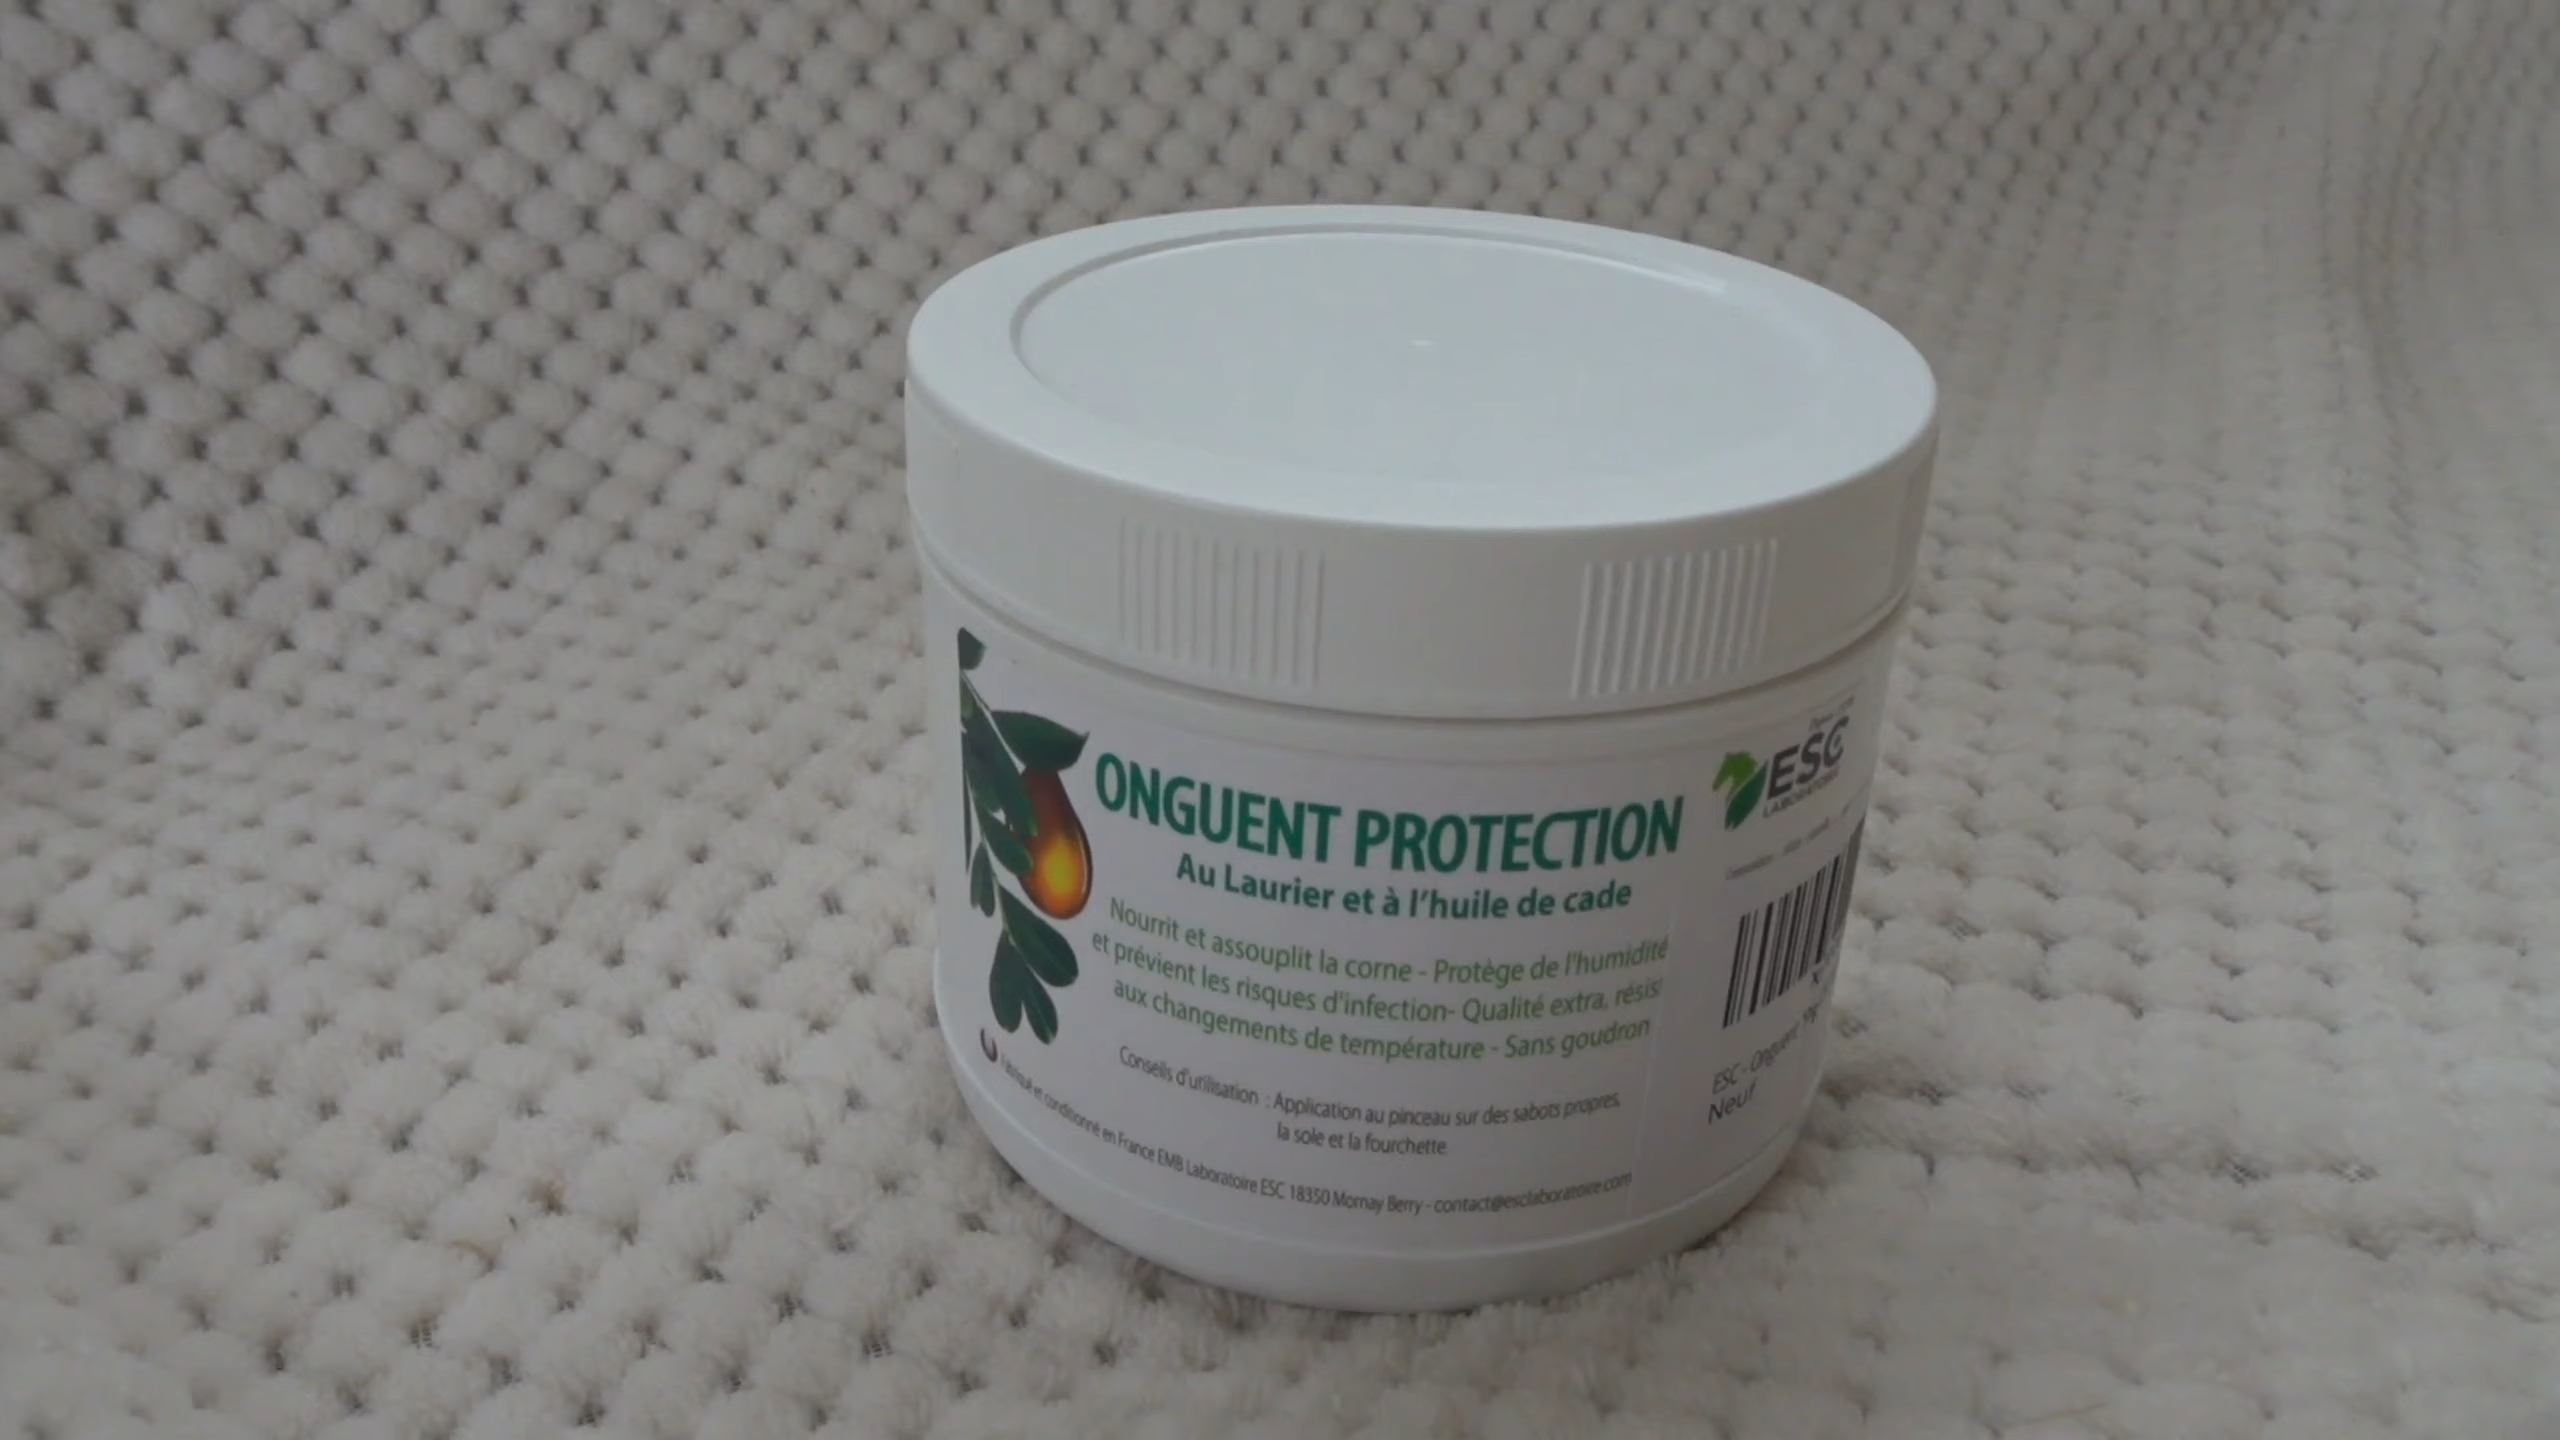 ONGUENT PROTECTION
Au Laurier et à l'huile de cade
Nourrit et assouplit la corne - Protège de l'humidité
et prévient les risques d'infection- Qualité extra, résis
aux changements de température - Sans goudron
Conseils d'utilisation : Application au pinceau sur des sabots propres,
la sole et la fourchette.
Fabriqué et conditionné en France EMB Laboratoire ESC 18350 Mornay Berry - contact@esclaboratoire.com
ESC
LABORATOIRE
ESC - Onguent
Neuf